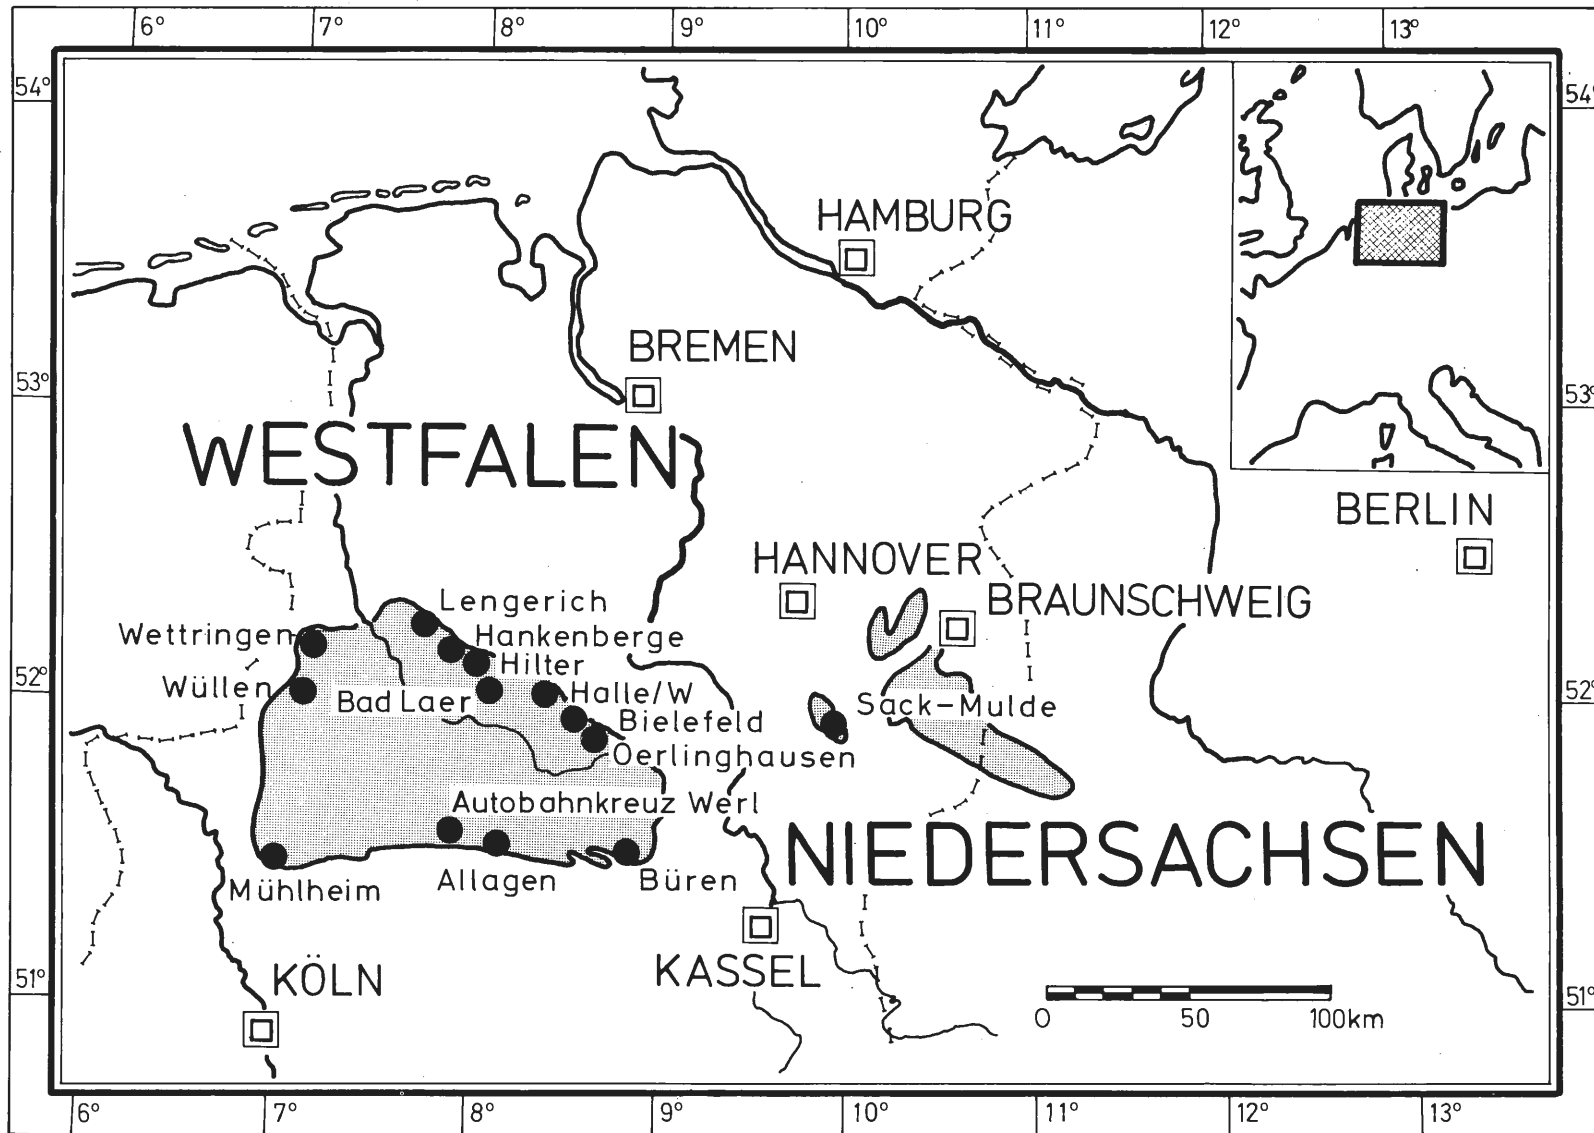 6° 7° 8° 9° 10° 11° 12° 13°
54° 54°
HAMBURG
BREMEN
53° 53°
WESTFALEN
BERLIN
HANNOVER
BRAUNSCHWEIG
Lengerich
Wettringen
Hankenberge
Hilter
52° 52°
Wüllen
Bad Laer
Halle/W
Sack-Mulde
Bielefeld
Oerlinghausen
Autobahnkreuz Werl
NIEDERSACHSEN
Mühlheim
Allagen
Büren
KÖLN
KASSEL
51° 51°
0 50 100km
6° 7° 8° 9° 10° 11° 12° 13°